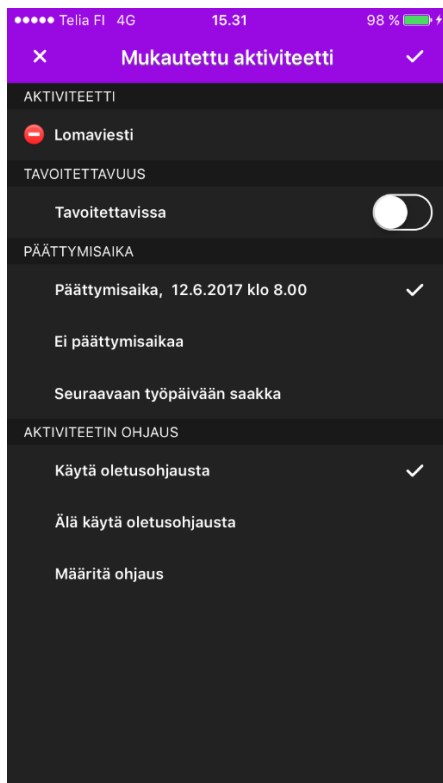 Telia FI 4G 15.31 98 %
Mukautettu aktiviteetti
AKTIVITEETTI
Lomaviesti
TAVOITETTAVUUS
Tavoitettavissa
PÄÄTTYMISAIKA
Päättymisaika, 12.6.2017 klo 8.00
Ei päättymisaikaa
Seuraavaan työpäivään saakka
AKTIVITEETIN OHJAUS
Käytä oletusohjausta
Älä käytä oletusohjausta
Määritä ohjaus